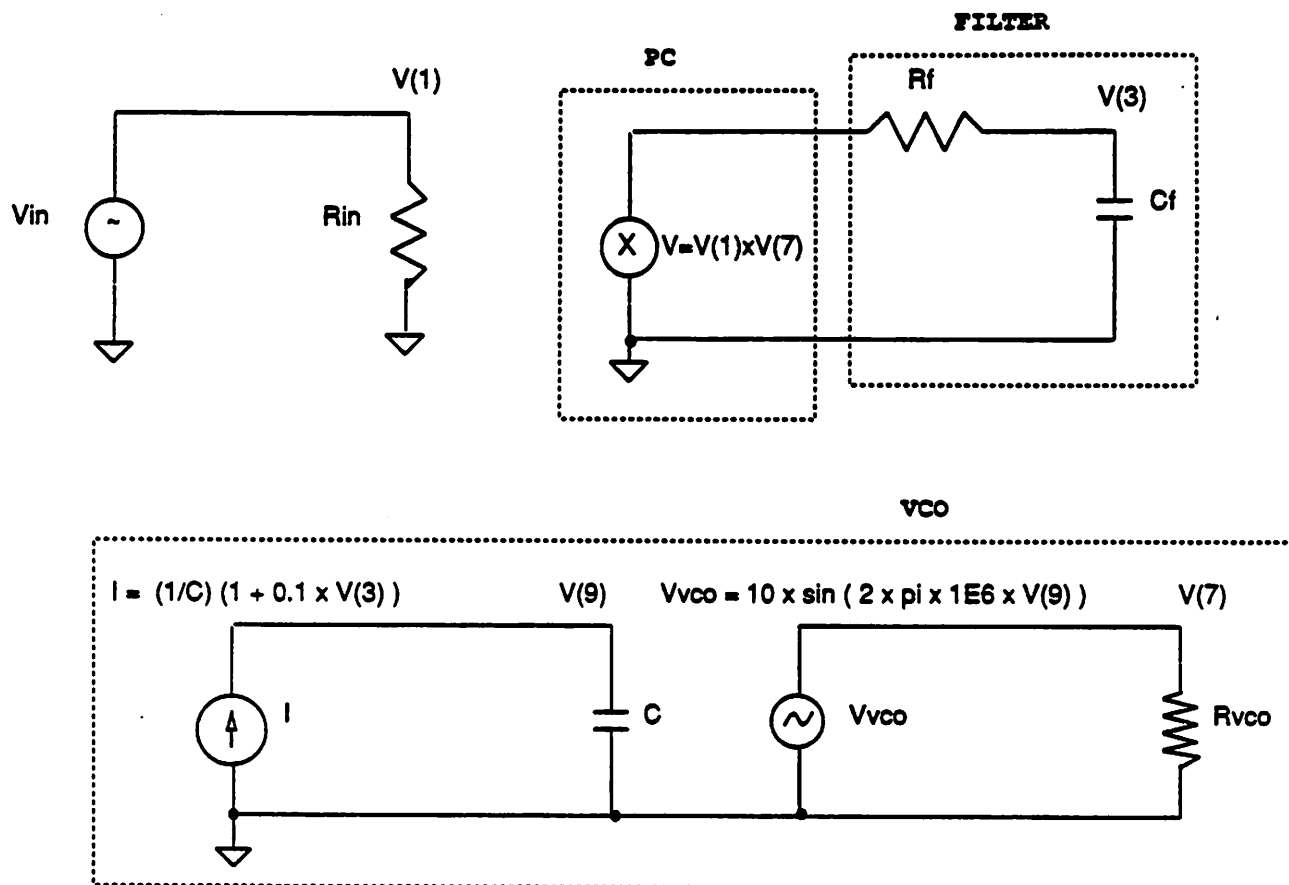 FILTER
PC
V(1)
Rf
V(3)
Vin
~
Rin
X
V=V(1)xV(7)
Cf
VCO
I = (1/C) (1 + 0.1 x V(3) )
V(9)
Vvco = 10 x sin ( 2 x pi x 1E6 x V(9) )
V(7)
I
C
Vvco
Rvco